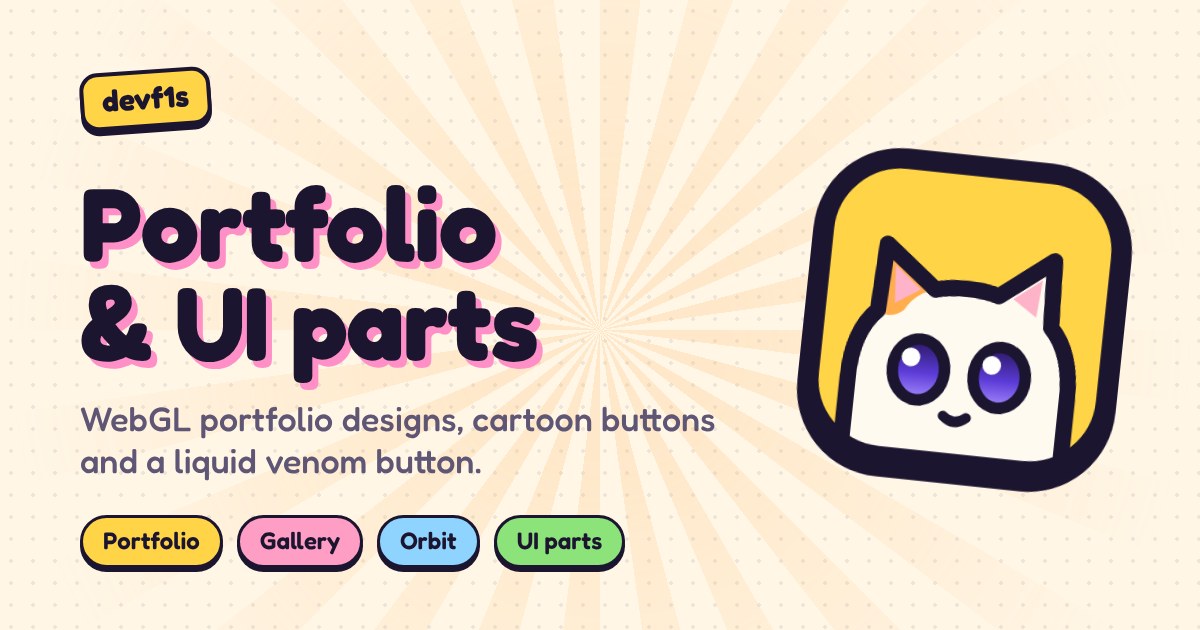 devf1s
Portfolio
& UI parts
WebGL portfolio designs, cartoon buttons
and a liquid venom button.
Portfolio
Gallery
Orbit
UI parts